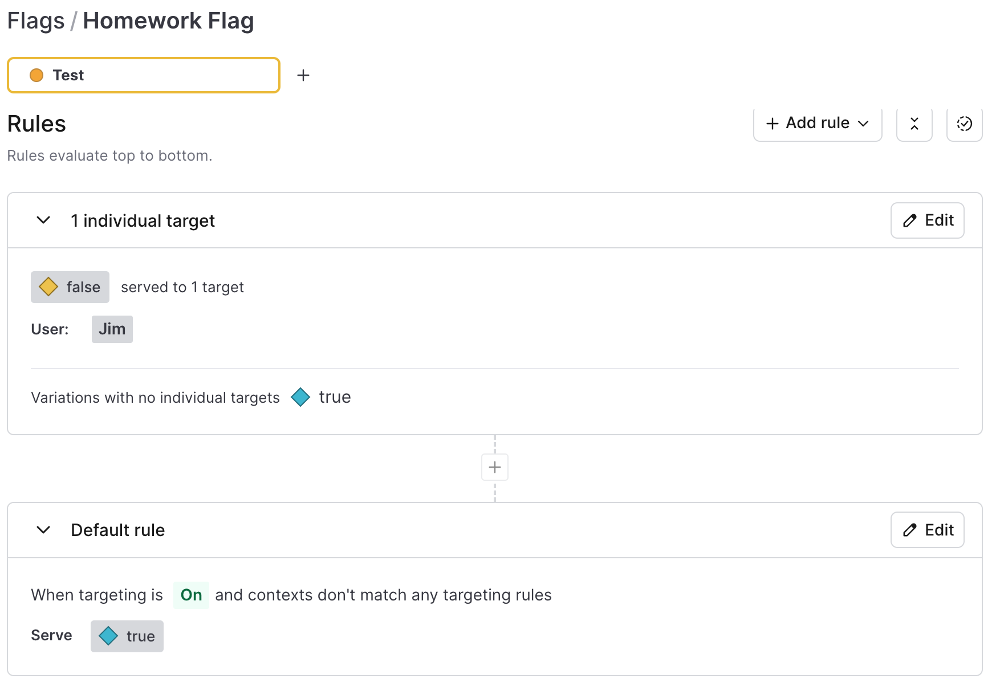 Flags / Homework Flag
Test
Rules
Add rule
Rules evaluate top to bottom.
1 individual target
Edit
false served to 1 target
User: Jim
Variations with no individual targets true
Default rule
Edit
When targeting is On and contexts don't match any targeting rules
Serve true